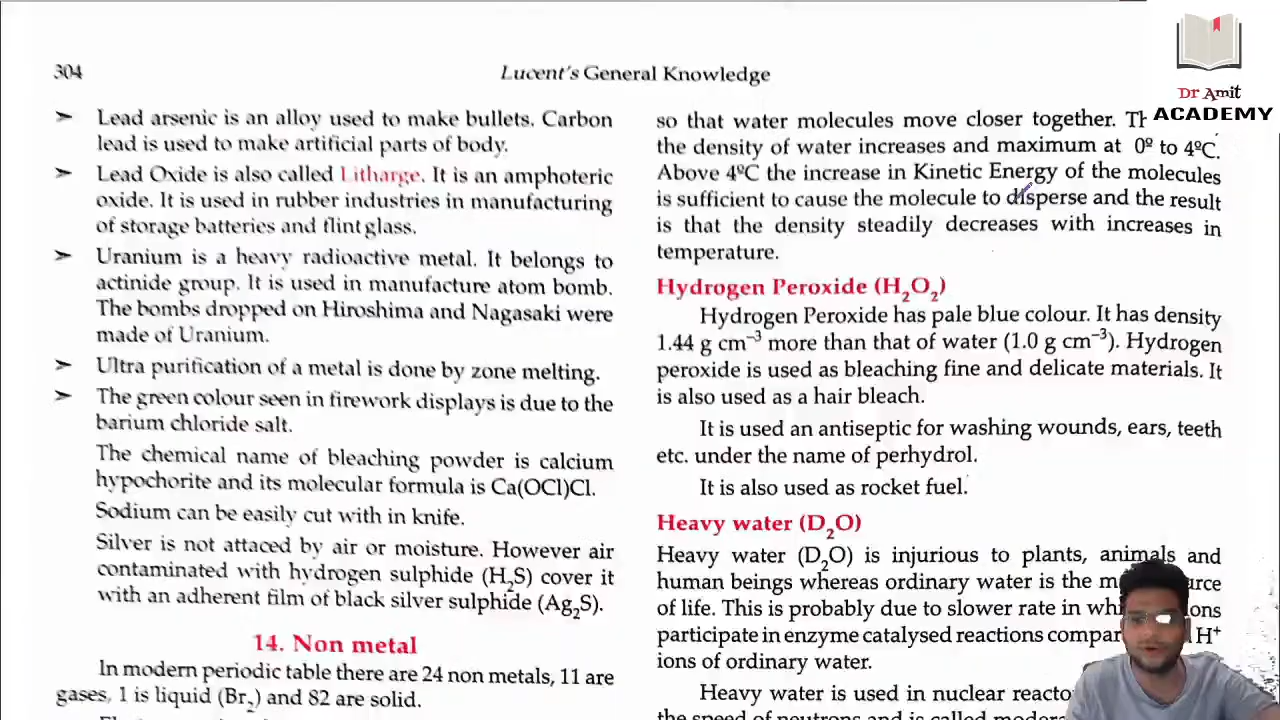 304
Lucent's General Knowledge
Dr Amit
ACADEMY
➢ Lead arsenic is an alloy used to make bullets. Carbon
lead is used to make artificial parts of body.
➢ Lead Oxide is also called Litharge. It is an amphoteric
oxide. It is used in rubber industries in manufacturing
of storage batteries and flint glass.
➢ Uranium is a heavy radioactive metal. It belongs to
actinide group. It is used in manufacture atom bomb.
The bombs dropped on Hiroshima and Nagasaki were
made of Uranium.
➢ Ultra purification of a metal is done by zone melting.
➢ The green colour seen in firework displays is due to the
barium chloride salt.
The chemical name of bleaching powder is calcium
hypochorite and its molecular formula is Ca(OCl)Cl.
Sodium can be easily cut with in knife.
Silver is not attaced by air or moisture. However air
contaminated with hydrogen sulphide (H₂S) cover it
with an adherent film of black silver sulphide (Ag₂S).
14. Non metal
In modern periodic table there are 24 non metals, 11 are
gases, 1 is liquid (Br₂) and 82 are solid.
so that water molecules move closer together.
the density of water increases and maximum at 0º to 4ºC.
Above 4ºC the increase in Kinetic Energy of the molecules
is sufficient to cause the molecule to disperse and the result
is that the density steadily decreases with increases in
temperature.
Hydrogen Peroxide (H₂O₂)
Hydrogen Peroxide has pale blue colour. It has density
1.44 g cm⁻³ more than that of water (1.0 g cm⁻³). Hydrogen
peroxide is used as bleaching fine and delicate materials. It
is also used as a hair bleach.
It is used an antiseptic for washing wounds, ears, teeth
etc. under the name of perhydrol.
It is also used as rocket fuel.
Heavy water (D₂O)
Heavy water (D₂O) is injurious to plants, animals and
human beings whereas ordinary water is the
of life. This is probably due to slower rate in
participate in enzyme catalysed reactions H⁺
ions of ordinary water.
Heavy water is used in nuclear
the speed of neutrons and is called